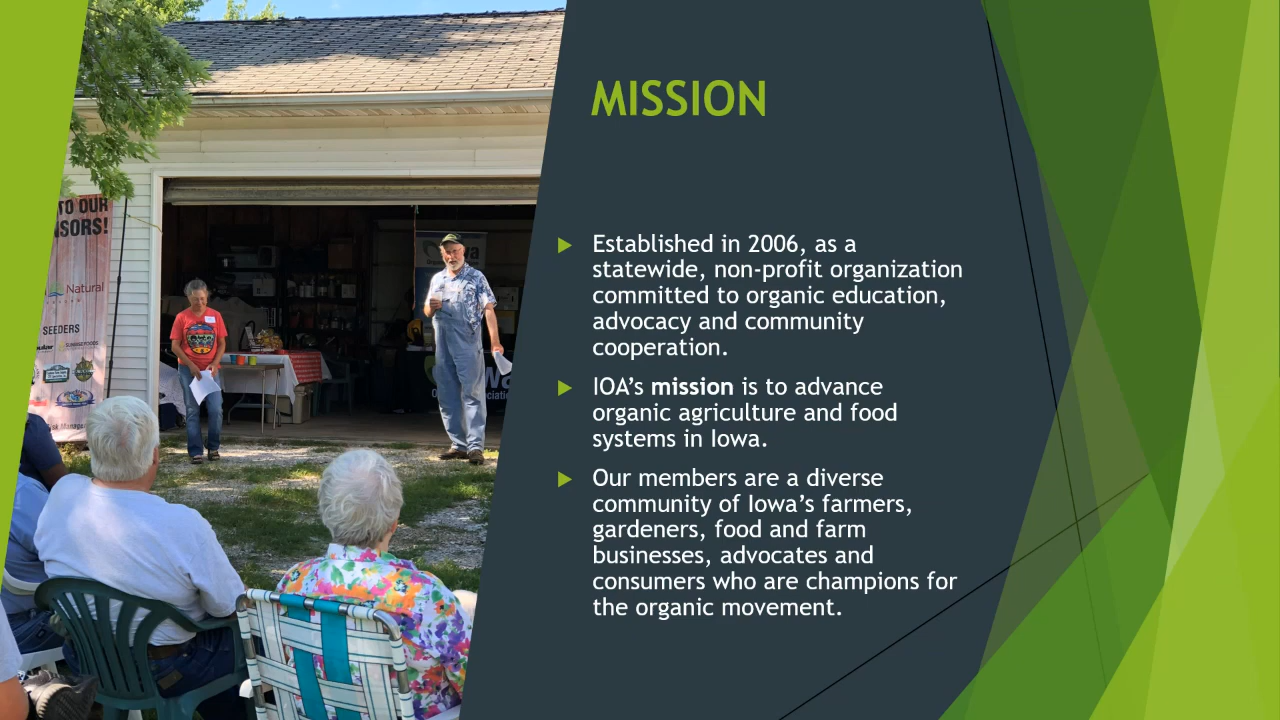 MISSION
Established in 2006, as a
statewide, non-profit organization
committed to organic education,
advocacy and community
cooperation.
IOA’s mission is to advance
organic agriculture and food
systems in Iowa.
Our members are a diverse
community of Iowa’s farmers,
gardeners, food and farm
businesses, advocates and
consumers who are champions for
the organic movement.
TO OUR
NSORS!
Natural
SEEDERS